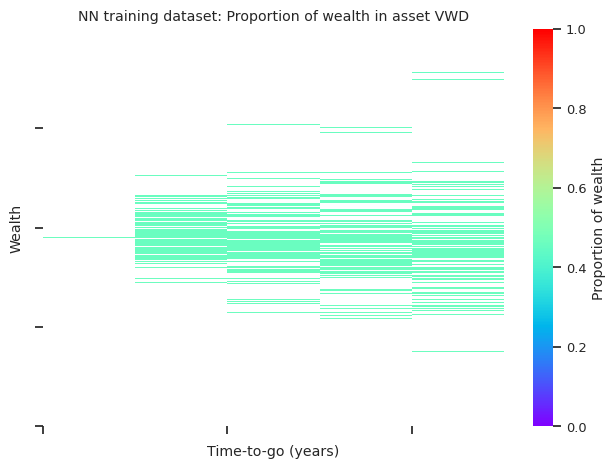 NN training dataset: Proportion of wealth in asset VWD
1.0
0.8
0.6
0.4
0.2
0.0
Proportion of wealth
Wealth
Time-to-go (years)